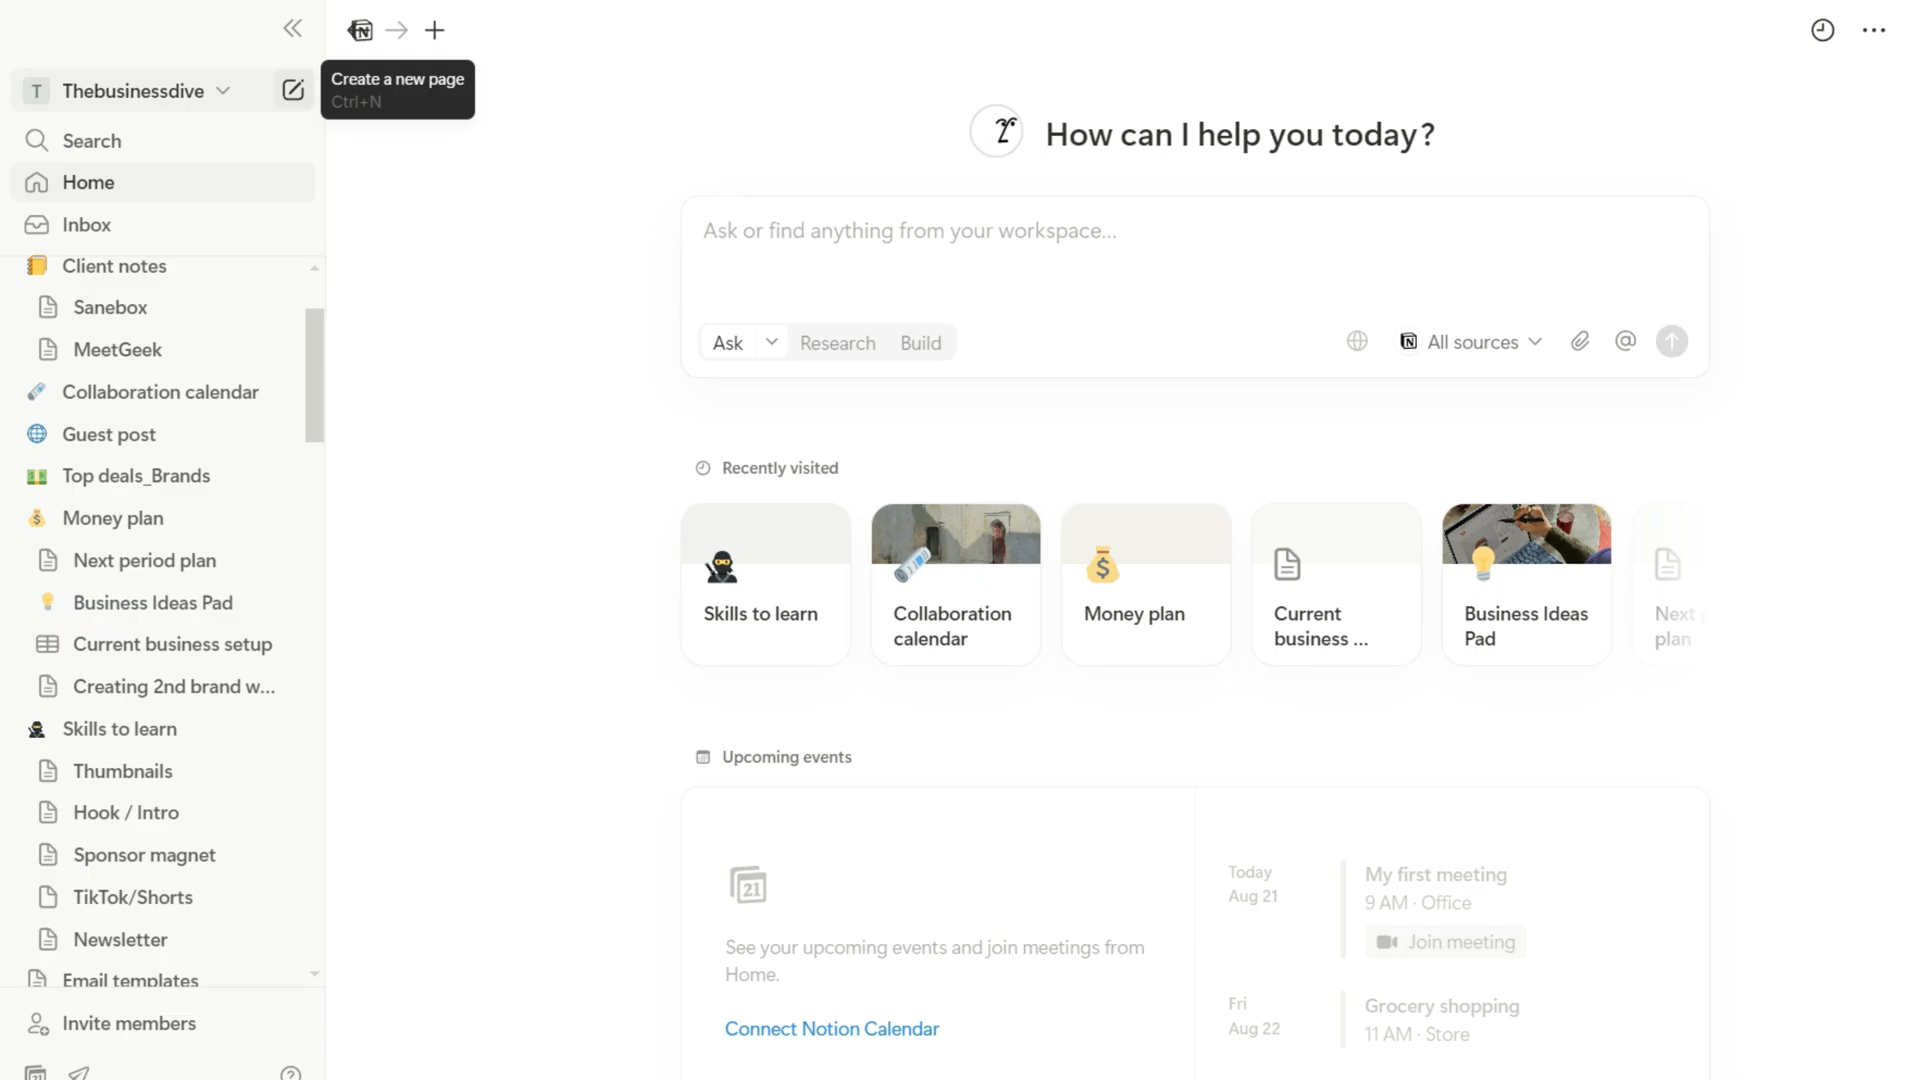 Create a new page
Ctrl+N
T Thebusinessdive
Search
Home
Inbox
Client notes
Sanebox
MeetGeek
Collaboration calendar
Guest post
Top deals_Brands
Money plan
Next period plan
Business Ideas Pad
Current business setup
Creating 2nd brand w...
Skills to learn
Thumbnails
Hook / Intro
Sponsor magnet
TikTok/Shorts
Newsletter
Email templates
Invite members
How can I help you today?
Ask or find anything from your workspace...
Ask Research Build All sources
Recently visited
Skills to learn
Collaboration
calendar
Money plan
Current
business ...
Business Ideas
Pad
Next
plan
Upcoming events
21
See your upcoming events and join meetings from
Home.
Connect Notion Calendar
Today
Aug 21
My first meeting
9 AM · Office
Join meeting
Fri
Aug 22
Grocery shopping
11 AM · Store